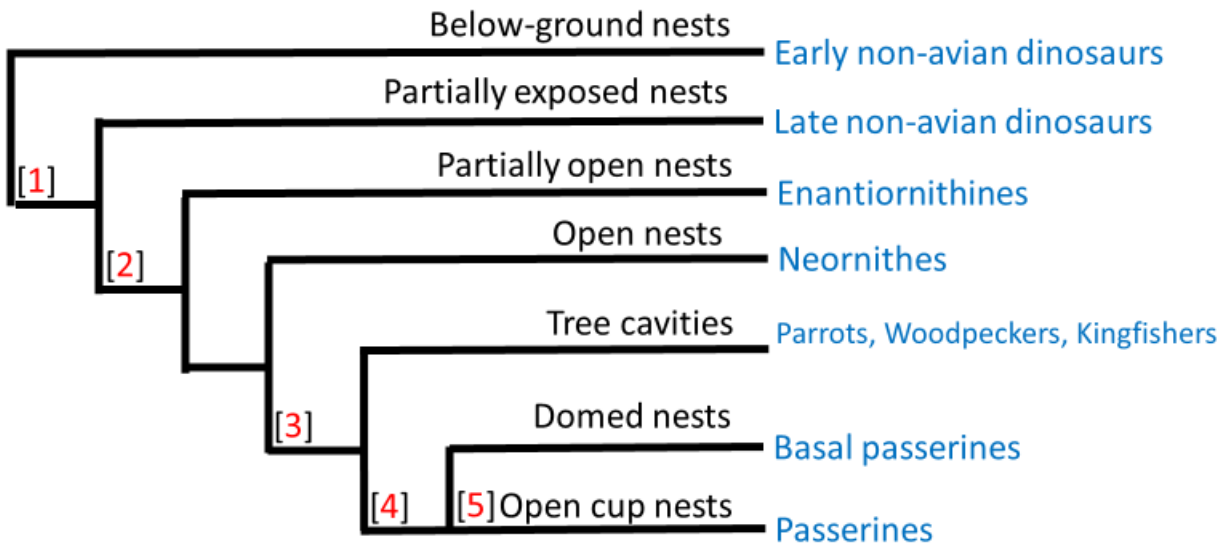 Below-ground nests
Early non-avian dinosaurs
Partially exposed nests
Late non-avian dinosaurs
[1]
Partially open nests
Enantiornithines
[2]
Open nests
Neornithes
Tree cavities
Parrots, Woodpeckers, Kingfishers
[3]
Domed nests
Basal passerines
[4]
[5] Open cup nests
Passerines